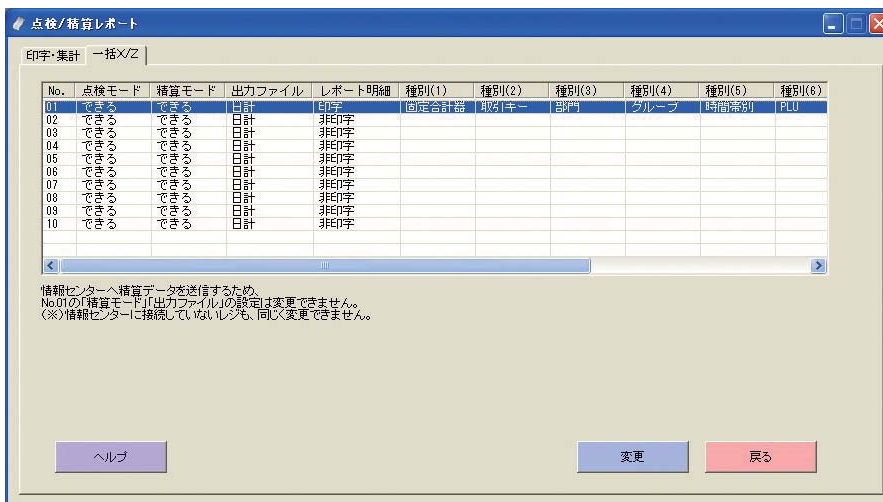 点検/精算レポート
印字・集計 一括X/Z
No. 点検モード 精算モード 出力ファイル レポート明細 種別(1) 種別(2) 種別(3) 種別(4) 種別(5) 種別(6)
01 できる できる 日計 印字 固定合計器 取引キー 部門 グループ 時間帯別 PLU
02 できる できる 日計 非印字
03 できる できる 日計 非印字
04 できる できる 日計 非印字
05 できる できる 日計 非印字
06 できる できる 日計 非印字
07 できる できる 日計 非印字
08 できる できる 日計 非印字
09 できる できる 日計 非印字
10 できる できる 日計 非印字
情報センターへ精算データを送信するため、
No.01の「精算モード」「出力ファイル」の設定は変更できません。
(※)情報センターに接続していないレジも、同じく変更できません。
ヘルプ 変更 戻る